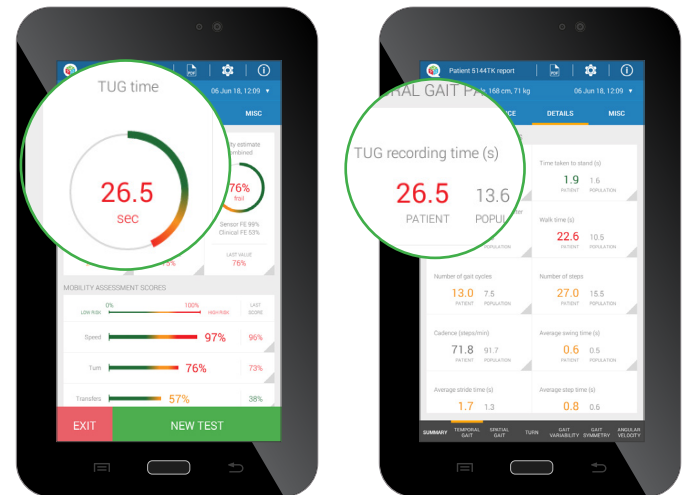 PDF
06 Jun 18, 12:09
TUG time
MISC
26.5
sec
combined
76%
frail
Sensor FE 99%
Clinical FE 53%
LAST VALUE
76%
MOBILITY ASSESSMENT SCORES
0%
100%
LAST
SCORE
LOW RISK
HIGH RISK
Speed
97%
96%
Turn
76%
73%
Transfers
57%
38%
EXIT
NEW TEST
Patient 5144TK report
PDF
168 cm, 71 kg
06 Jun 18, 12:09
DETAILS
MISC
TUG recording time (s)
26.5
13.6
PATIENT
Time taken to stand (s)
1.9
1.6
PATIENT
POPULATION
Walk time (s)
22.6
10.5
PATIENT
POPULATION
Number of gait cycles
13.0
7.5
PATIENT
POPULATION
Number of steps
27.0
15.5
PATIENT
POPULATION
Cadence (steps/min)
71.8
91.7
PATIENT
POPULATION
Average swing time (s)
0.6
0.5
PATIENT
POPULATION
Average stride time (s)
1.7
1.3
Average step time (s)
0.8
0.6
SUMMARY
TEMPORAL
GAIT
SPATIAL
GAIT
TURN
GAIT
VARIABILITY
GAIT
SYMMETRY
ANGULAR
VELOCITY